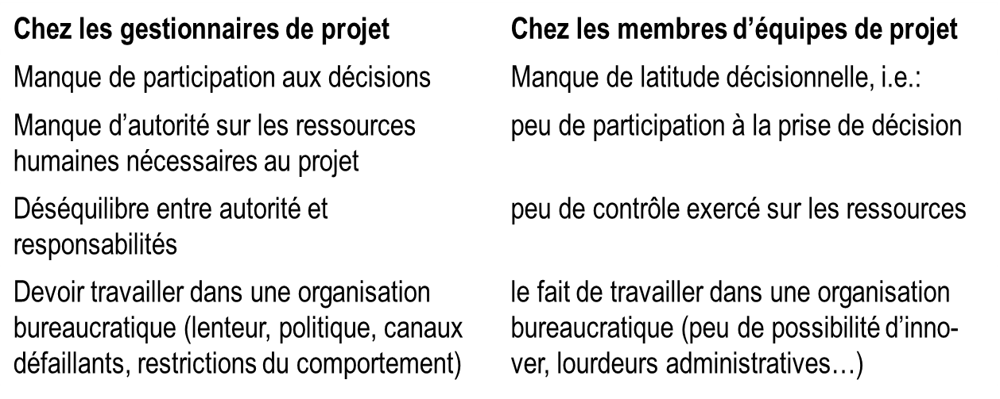 Chez les gestionnaires de projet
Chez les membres d’équipes de projet
Manque de participation aux décisions
Manque de latitude décisionnelle, i.e.:
Manque d’autorité sur les ressources
humaines nécessaires au projet
peu de participation à la prise de décision
Déséquilibre entre autorité et
responsabilités
peu de contrôle exercé sur les ressources
Devoir travailler dans une organisation
bureaucratique (lenteur, politique, canaux
défaillants, restrictions du comportement)
le fait de travailler dans une organisation
bureaucratique (peu de possibilité d’inno-
ver, lourdeurs administratives…)